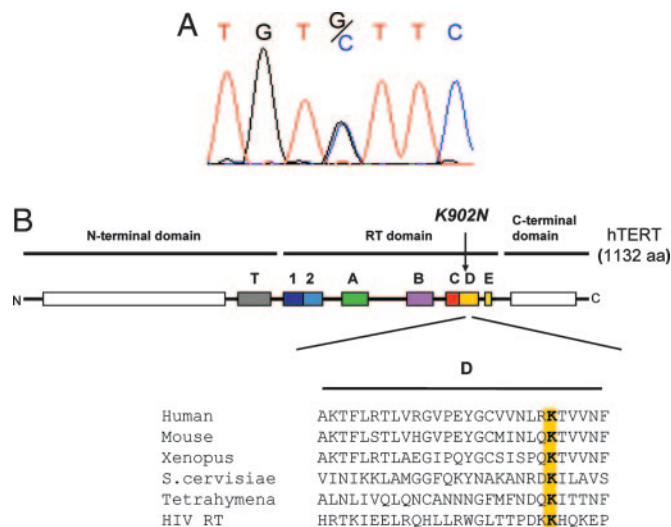 A
T G T G/C T T C
B
K902N
N-terminal domain RT domain C-terminal domain hTERT (1132 aa)
T 1 2 A B C D E
N C
D
Human AKTFLRTLVRGVPEYGCVVNLRKTVVNF
Mouse AKTFLSTLVHGVPEYGCMINLQKTVVNF
Xenopus AKTFLRTLAEGIPQYGCSISPQKTVVNF
S.cervisiae VINIKKLAMGGFQKYNAKANRDKILAVS
Tetrahymena ALNLIVQLQNCANNNGFMFNDQKITTNF
HIV RT HRTKIEELRQHLLRWGLTTPDKKHQKEP